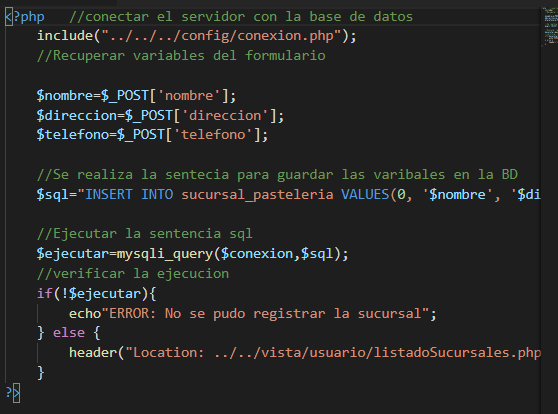 <?php   //conectar el servidor con la base de datos
include("../../../config/conexion.php");
//Recuperar variables del formulario
$nombre=$_POST['nombre'];
$direccion=$_POST['direccion'];
$telefono=$_POST['telefono'];
//Se realiza la sentecia para guardar las varibales en la BD
$sql="INSERT INTO sucursal_pasteleria VALUES(0, '$nombre', '$di
//Ejecutar la sentencia sql
$ejecutar=mysqli_query($conexion,$sql);
//verificar la ejecucion
if(!$ejecutar){
echo"ERROR: No se pudo registrar la sucursal";
} else {
header("Location: ../../vista/usuario/listadoSucursales.php
}
?>